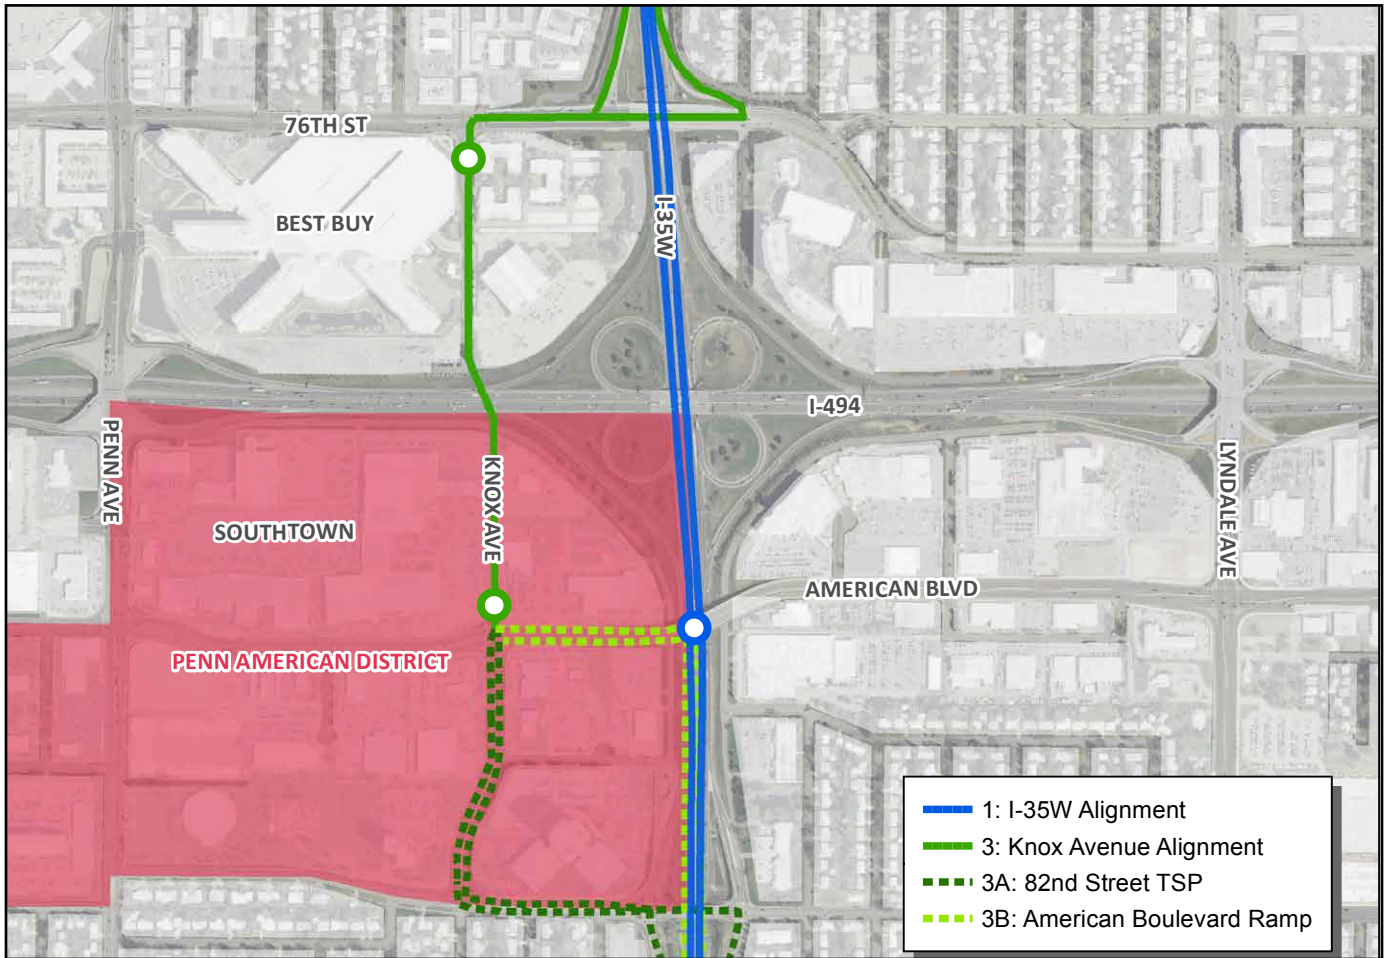 76TH ST
BEST BUY
I-35W
I-494
PENN AVE
KNOX AVE
LYNDALE AVE
SOUTHTOWN
AMERICAN BLVD
PENN AMERICAN DISTRICT
1: I-35W Alignment
3: Knox Avenue Alignment
3A: 82nd Street TSP
3B: American Boulevard Ramp